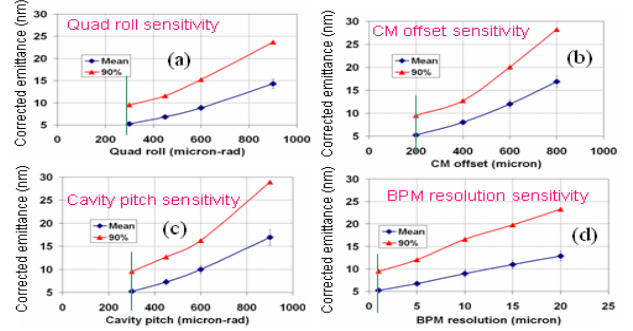 Quad roll sensitivity
(a)
Mean
90%
Corrected emittance (nm)
30
25
20
15
10
5
0 200 400 600 800 1000
Quad roll (micron-rad)
CM offset sensitivity
(b)
Mean
90%
Corrected emittance (nm)
30
25
20
15
10
5
0 200 400 600 800 1000
CM offset (micron)
Cavity pitch sensitivity
(c)
Mean
90%
Corrected emittance (nm)
30
25
20
15
10
5
0 200 400 600 800 1000
Cavity pitch (micron-rad)
BPM resolution sensitivity
(d)
Mean
90%
Corrected emittance (nm)
30
25
20
15
10
5
0 5 10 15 20 25
BPM resolution (micron)